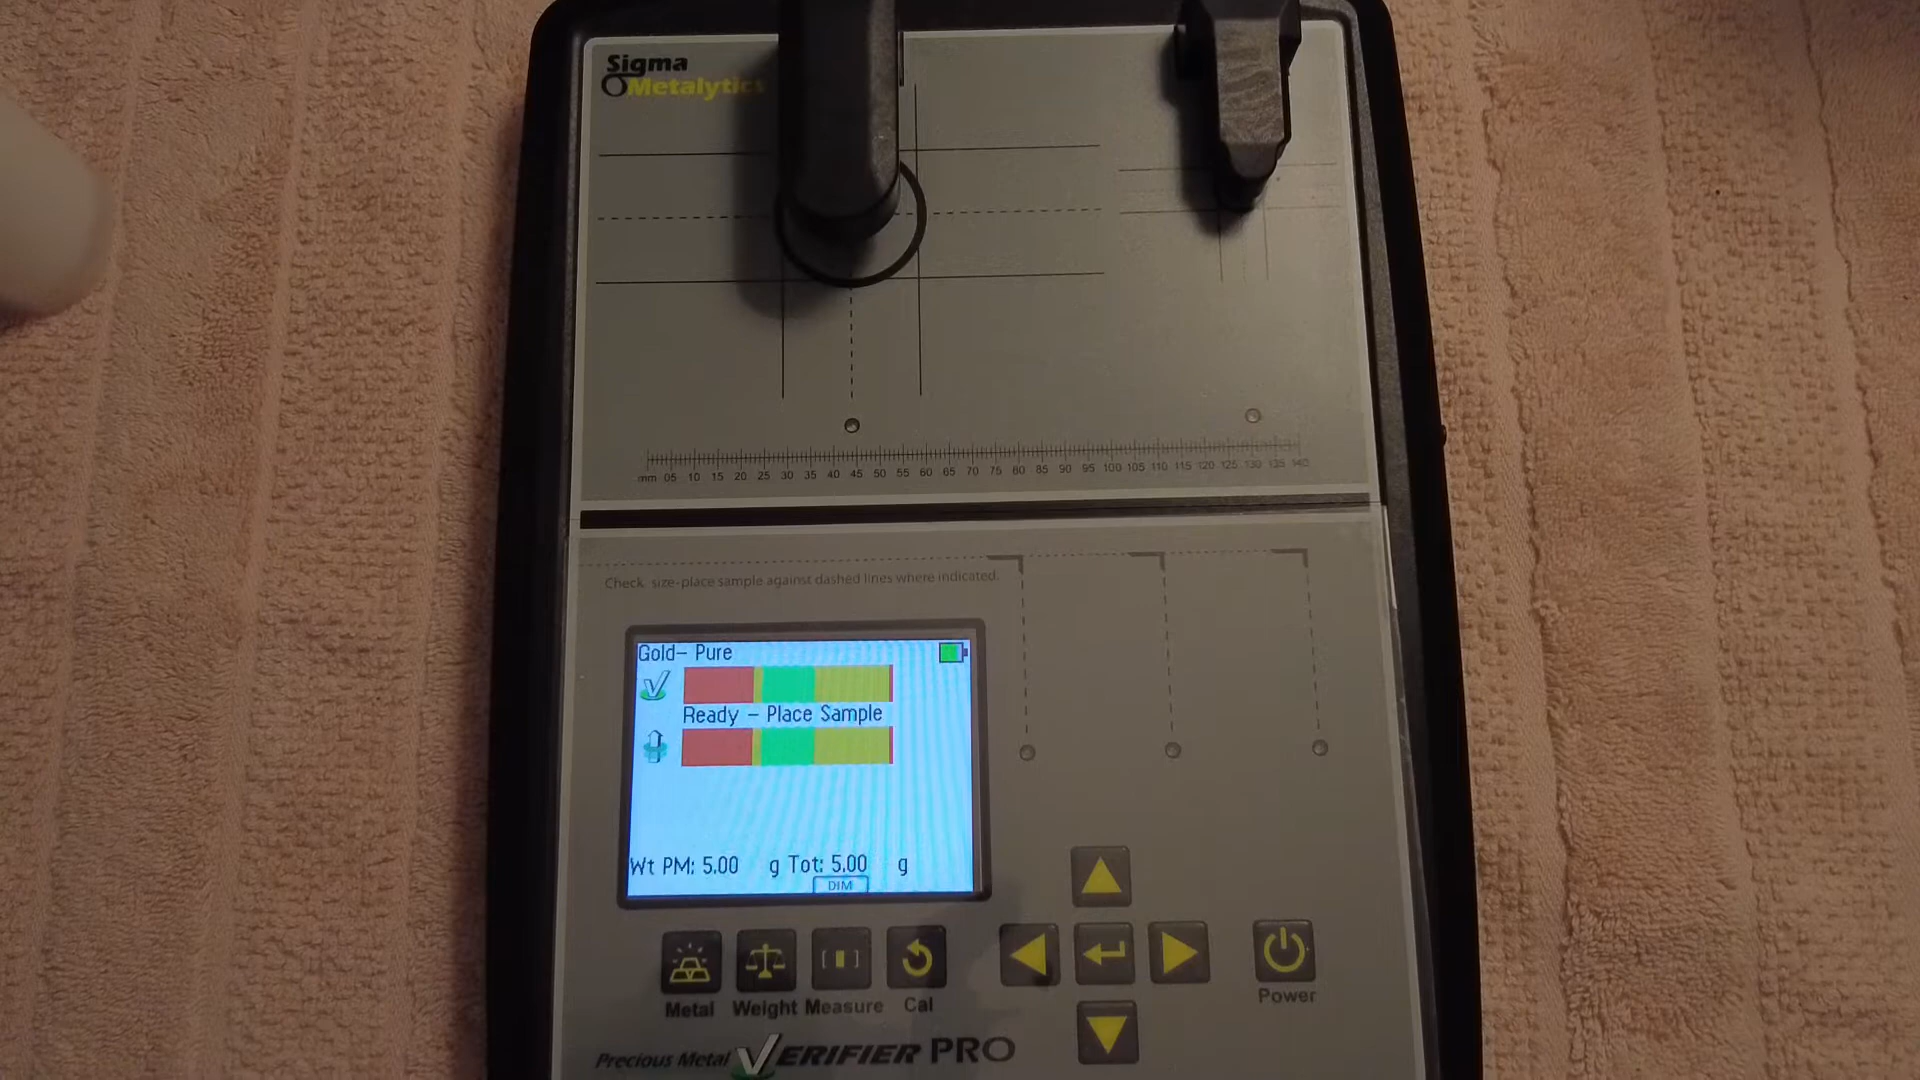 Sigma
Metalytics
mm 05 10 15 20 25 30 35 40 45 50 55 60 65 70 75 80 85 90 95 100 105 110 115 120 125 130 135 140
Check size-place sample against dashed lines where indicated.
Gold- Pure
Ready - Place Sample
Wt PM: 5.00 g Tot: 5.00 g
DIM
Metal Weight Measure Cal
Power
Precious Metal VERIFIER PRO